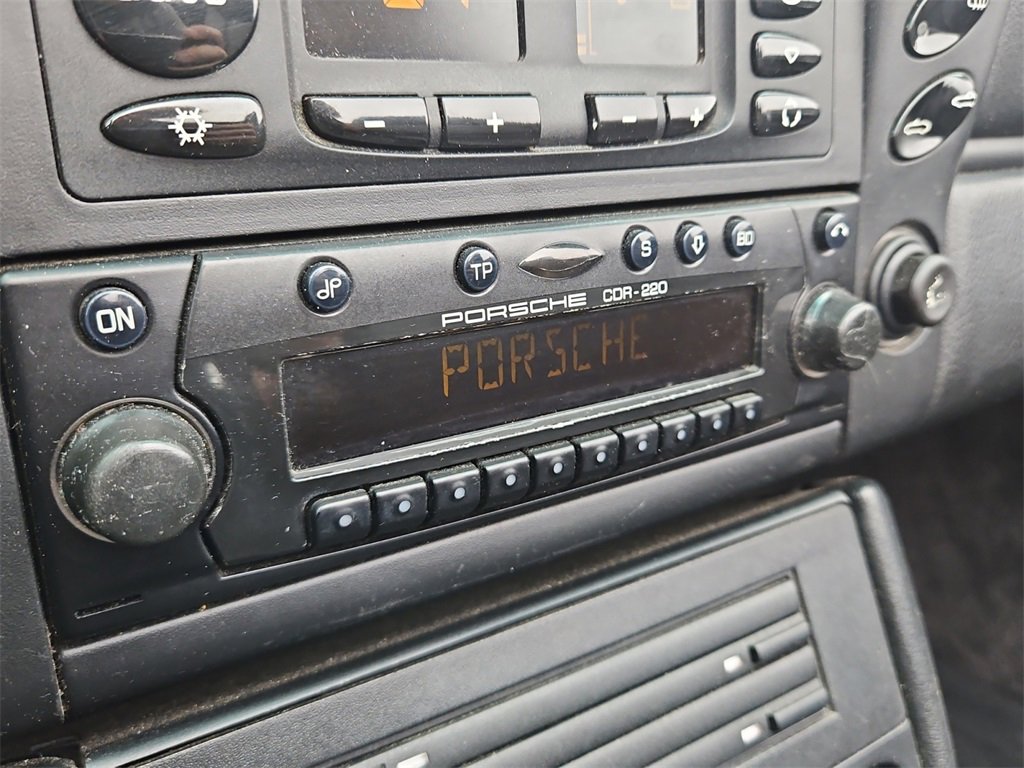 - + - +
ON TP S BD
PORSCHE CDR-220
PORSCHE